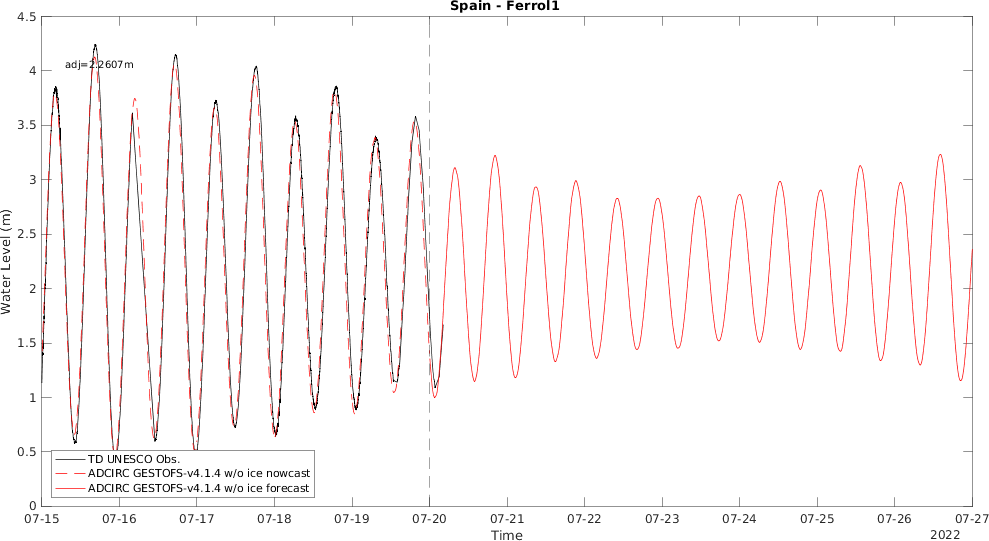 Spain - Ferrol1
4.5
4
3.5
3
2.5
2
1.5
1
0.5
0
Water Level (m)
adj=2.2607m
TD UNESCO Obs.
ADCIRC GESTOFS-v4.1.4 w/o ice nowcast
ADCIRC GESTOFS-v4.1.4 w/o ice forecast
07-15 07-16 07-17 07-18 07-19 07-20 07-21 07-22 07-23 07-24 07-25 07-26 07-27
Time
2022